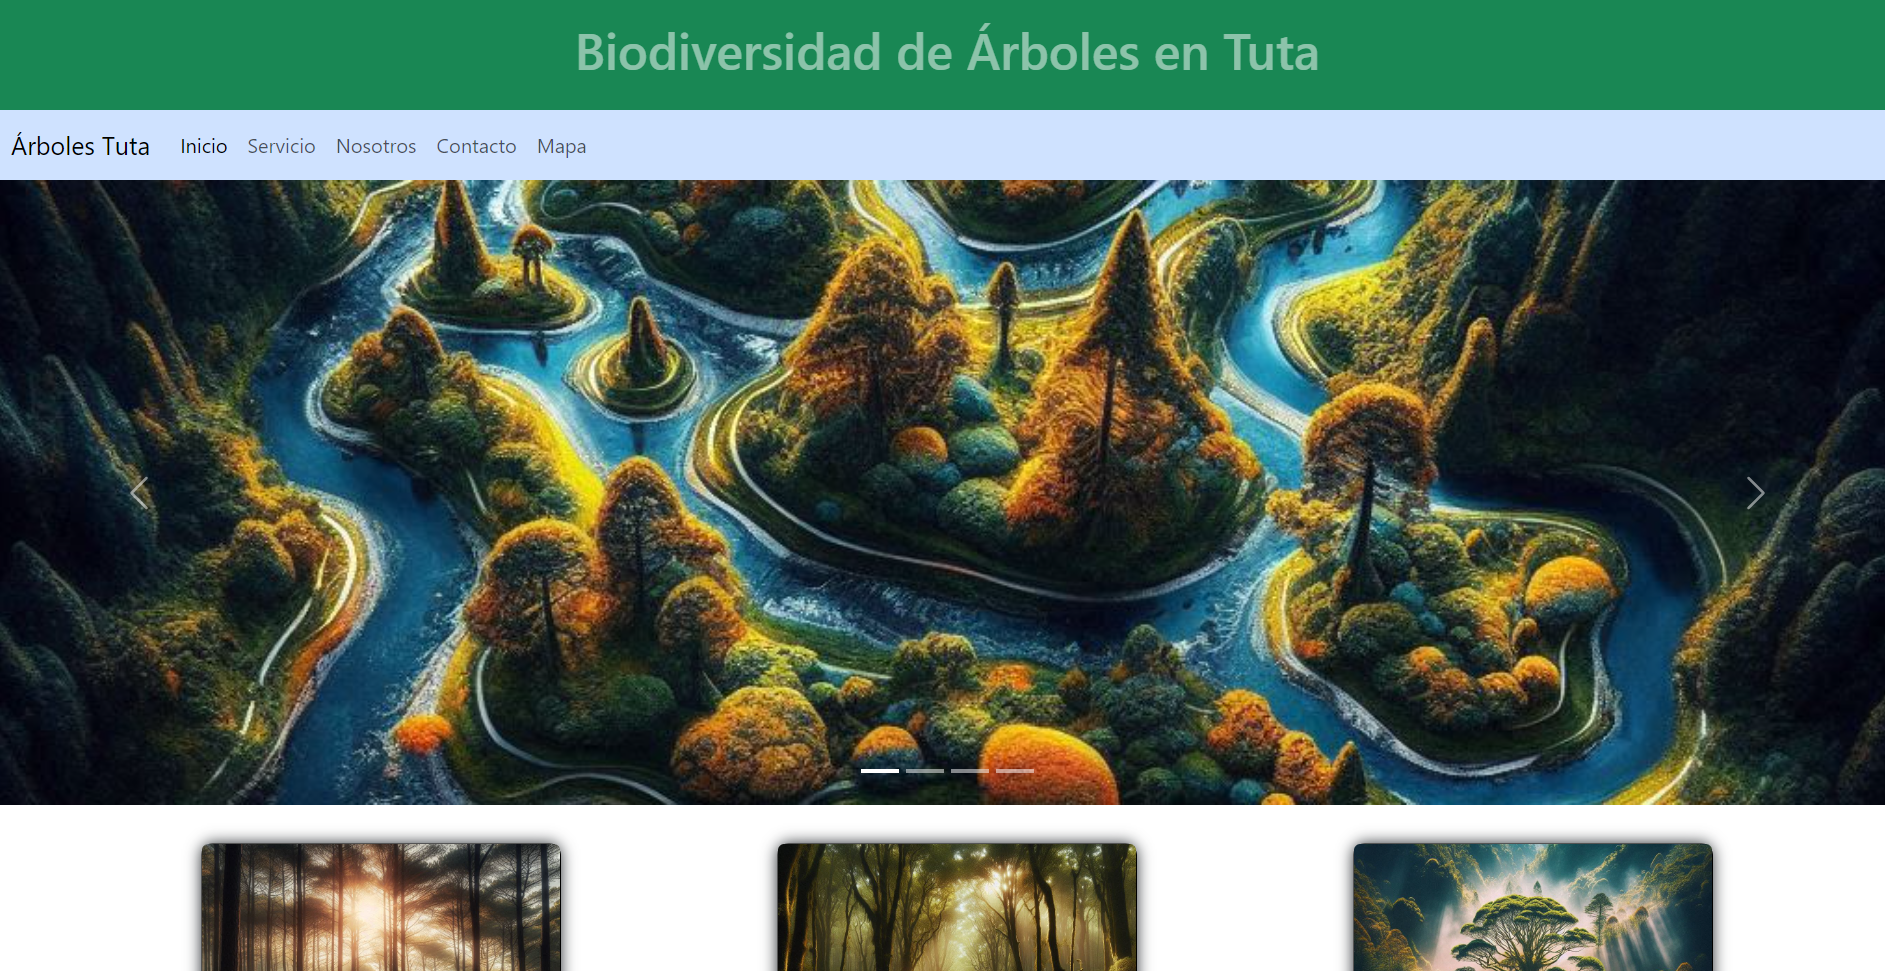 Biodiversidad de Árboles en Tuta
Árboles Tuta Inicio Servicio Nosotros Contacto Mapa